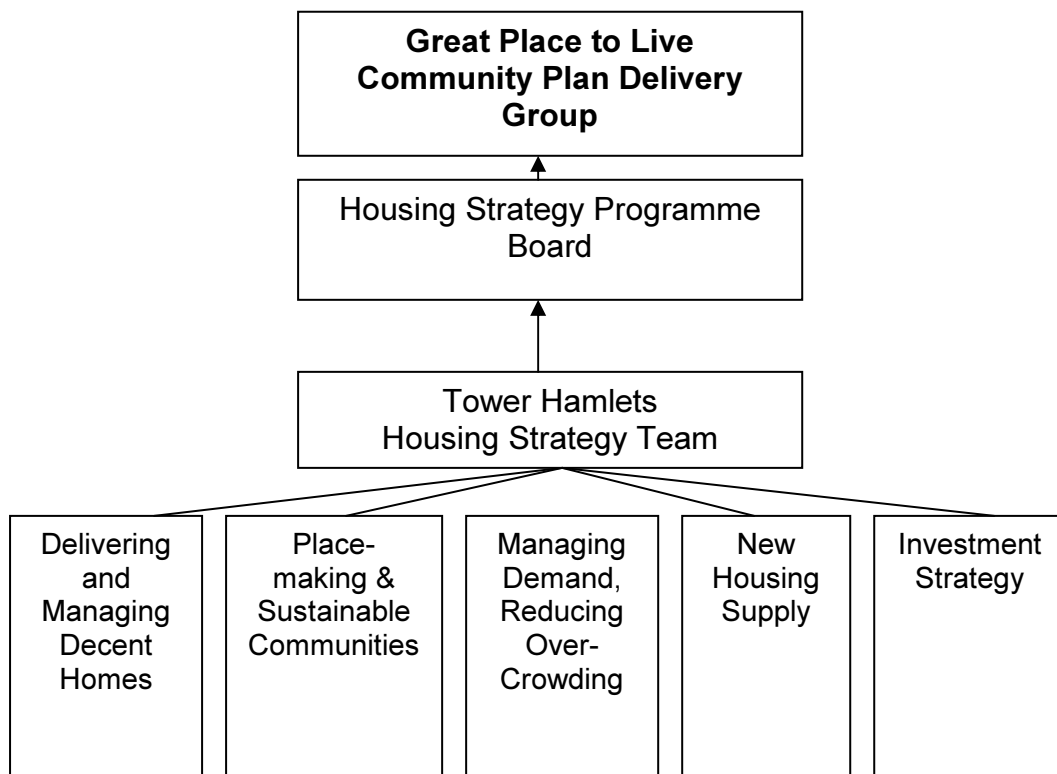 Great Place to Live
Community Plan Delivery
Group
Housing Strategy Programme
Board
Tower Hamlets
Housing Strategy Team
Delivering
and
Managing
Decent
Homes
Place-
making &
Sustainable
Communities
Managing
Demand,
Reducing
Over-
Crowding
New
Housing
Supply
Investment
Strategy